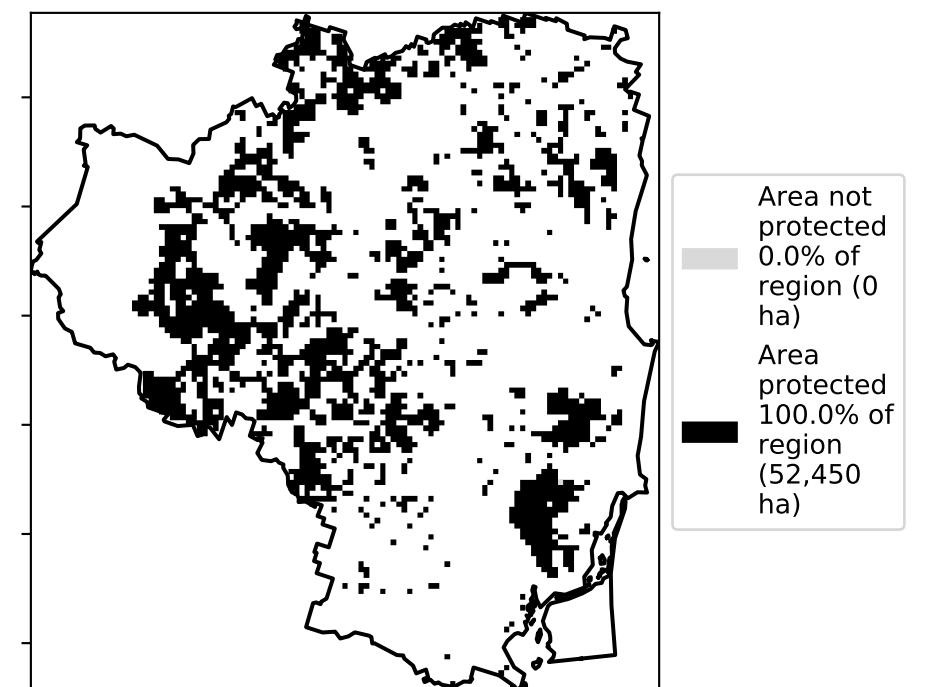 Area not
protected
0.0% of
region (0
ha)
Area
protected
100.0% of
region
(52,450
ha)